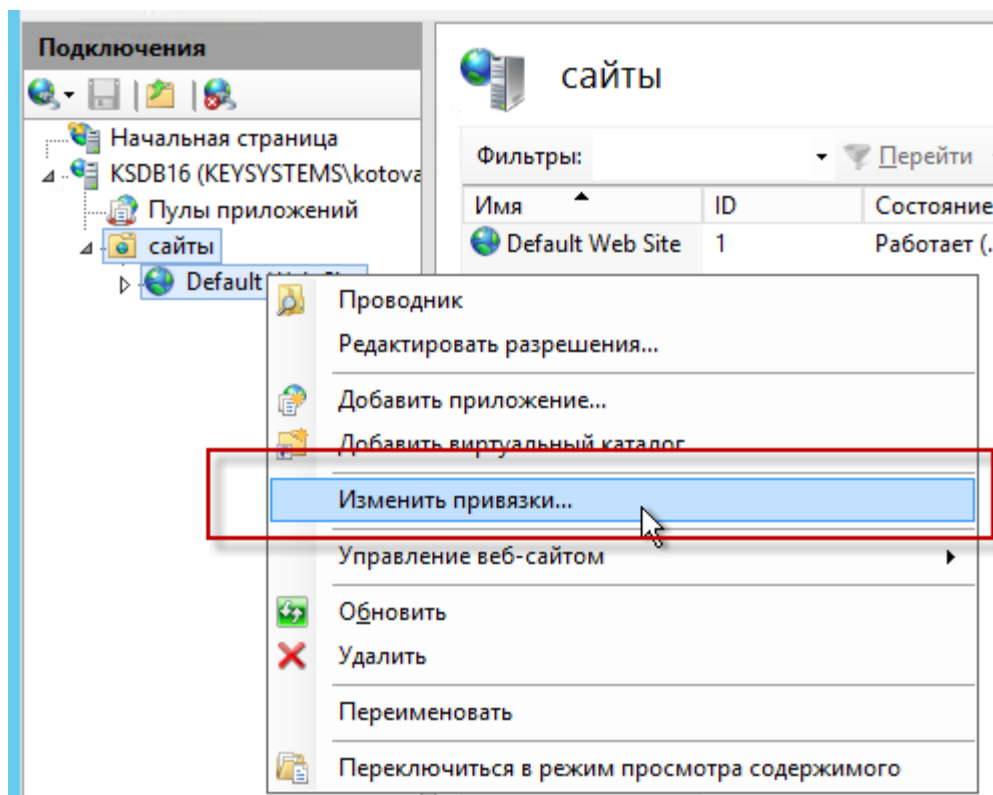 Подключения
Начальная страница
KSDB16 (KEYSYSTEMS\kotova
Пулы приложений
сайты
Default
сайты
Фильтры:
Перейти
Имя
ID
Состояние
Default Web Site
1
Работает (.
Проводник
Редактировать разрешения...
Добавить приложение...
Добавить виртуальный каталог
Изменить привязки...
Управление веб-сайтом
Обновить
Удалить
Переименовать
Переключиться в режим просмотра содержимого